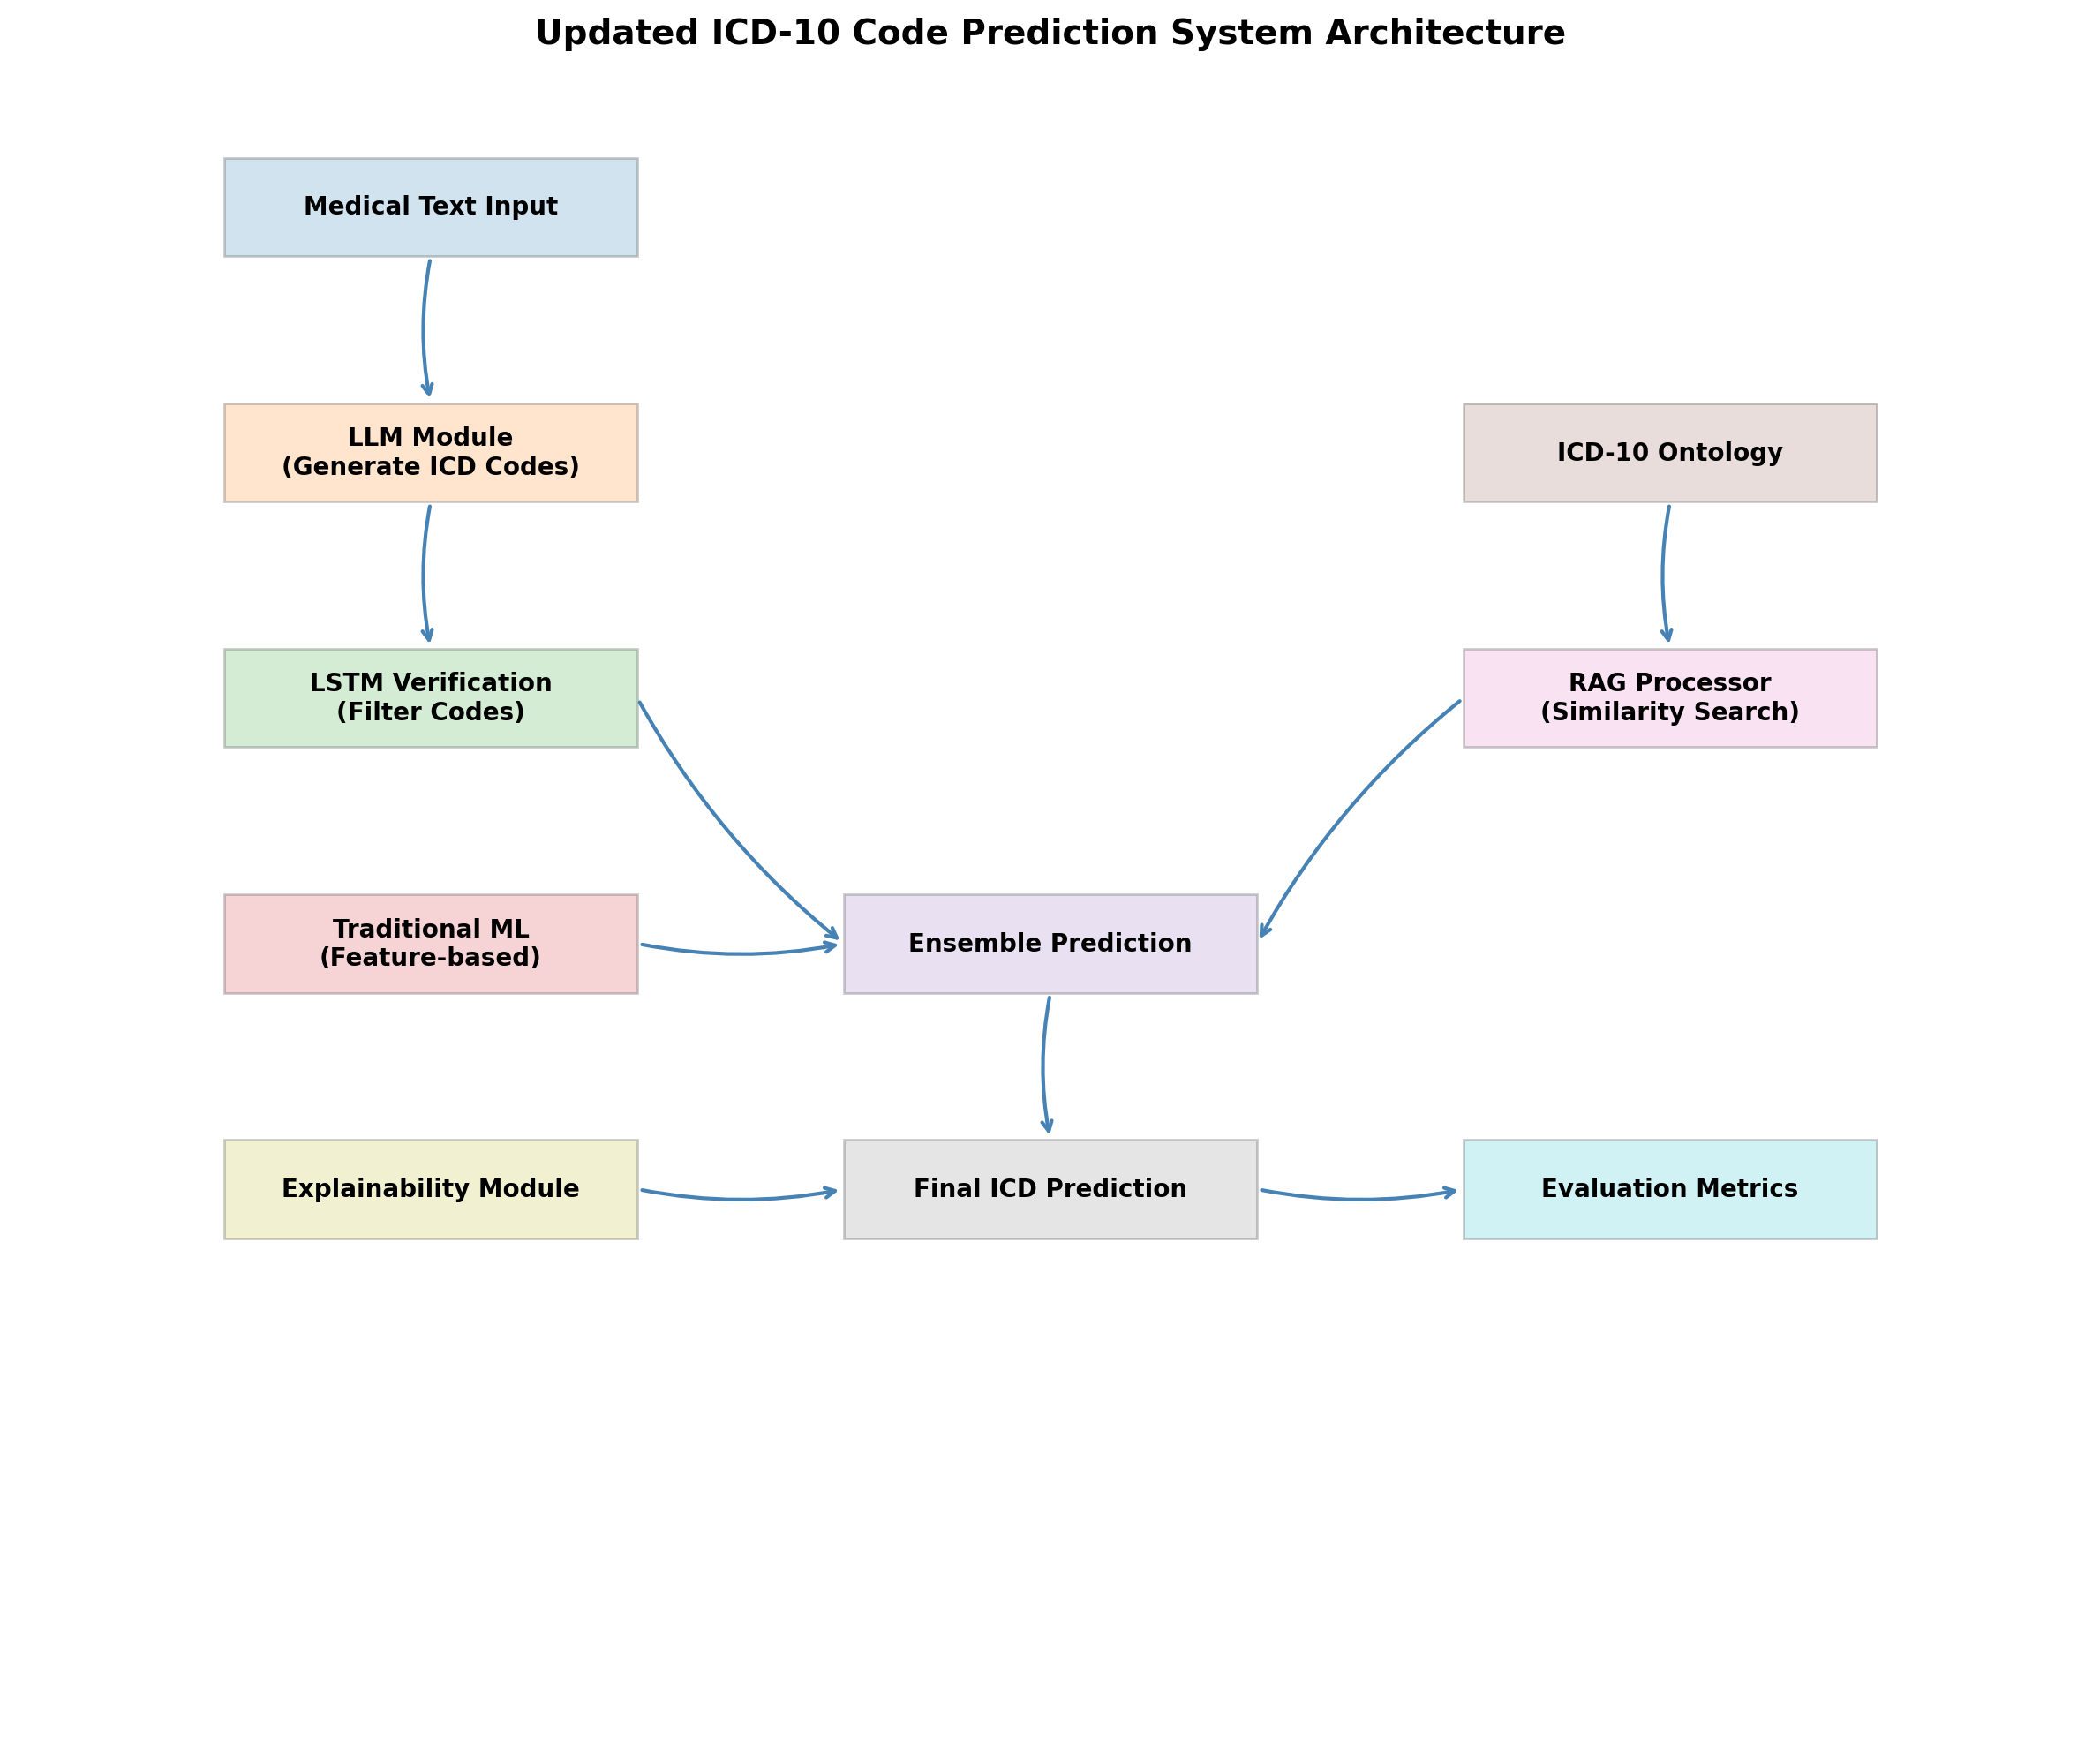 Updated ICD-10 Code Prediction System Architecture
Medical Text Input
LLM Module
(Generate ICD Codes)
ICD-10 Ontology
LSTM Verification
(Filter Codes)
RAG Processor
(Similarity Search)
Traditional ML
(Feature-based)
Ensemble Prediction
Explainability Module
Final ICD Prediction
Evaluation Metrics